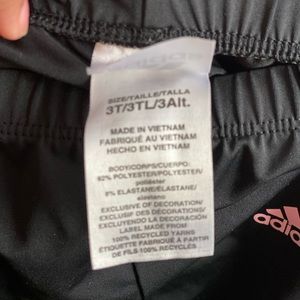 SIZE/TAILLE/TALLA
3T/3TL/3Alt.
MADE IN VIETNAM
FABRIQUÉ AU VIETNAM
HECHO EN VIETNAM
BODY/CORPS/CUERPO:
92% POLYESTER/POLYESTER/
poliéster
8% ELASTANE/ÉLASTHANNE/
elastano
EXCLUSIVE OF DECORATION/
EXCLUSIF DES DÉCORATIONS/
EXCLUYENDO LA DECORACIÓN
LABEL MADE FROM
100% RECYCLED YARNS
ÉTIQUETTE FABRIQUÉE À PARTIR
DE FILS 100% RECYCLÉS
adidas